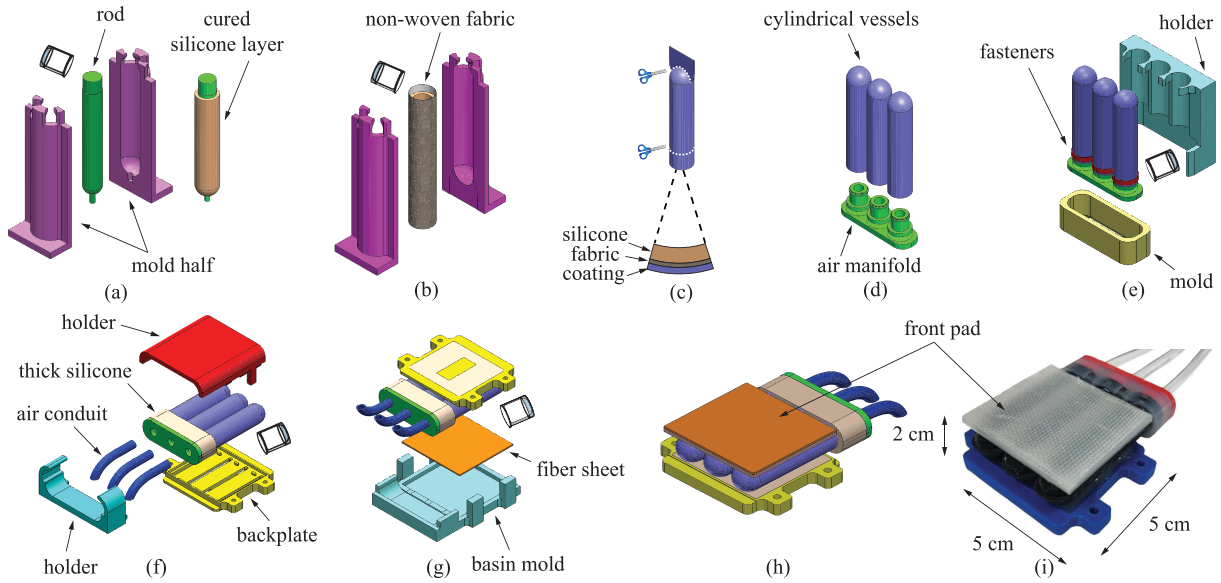 rod
cured
silicone layer
mold half
(a)
non-woven fabric
(b)
silicone
fabric
coating
(c)
cylindrical vessels
air manifold
(d)
holder
fasteners
mold
(e)
holder
thick silicone
air conduit
backplate
holder
(f)
fiber sheet
basin mold
(g)
front pad
(h)
2 cm
5 cm
5 cm
(i)